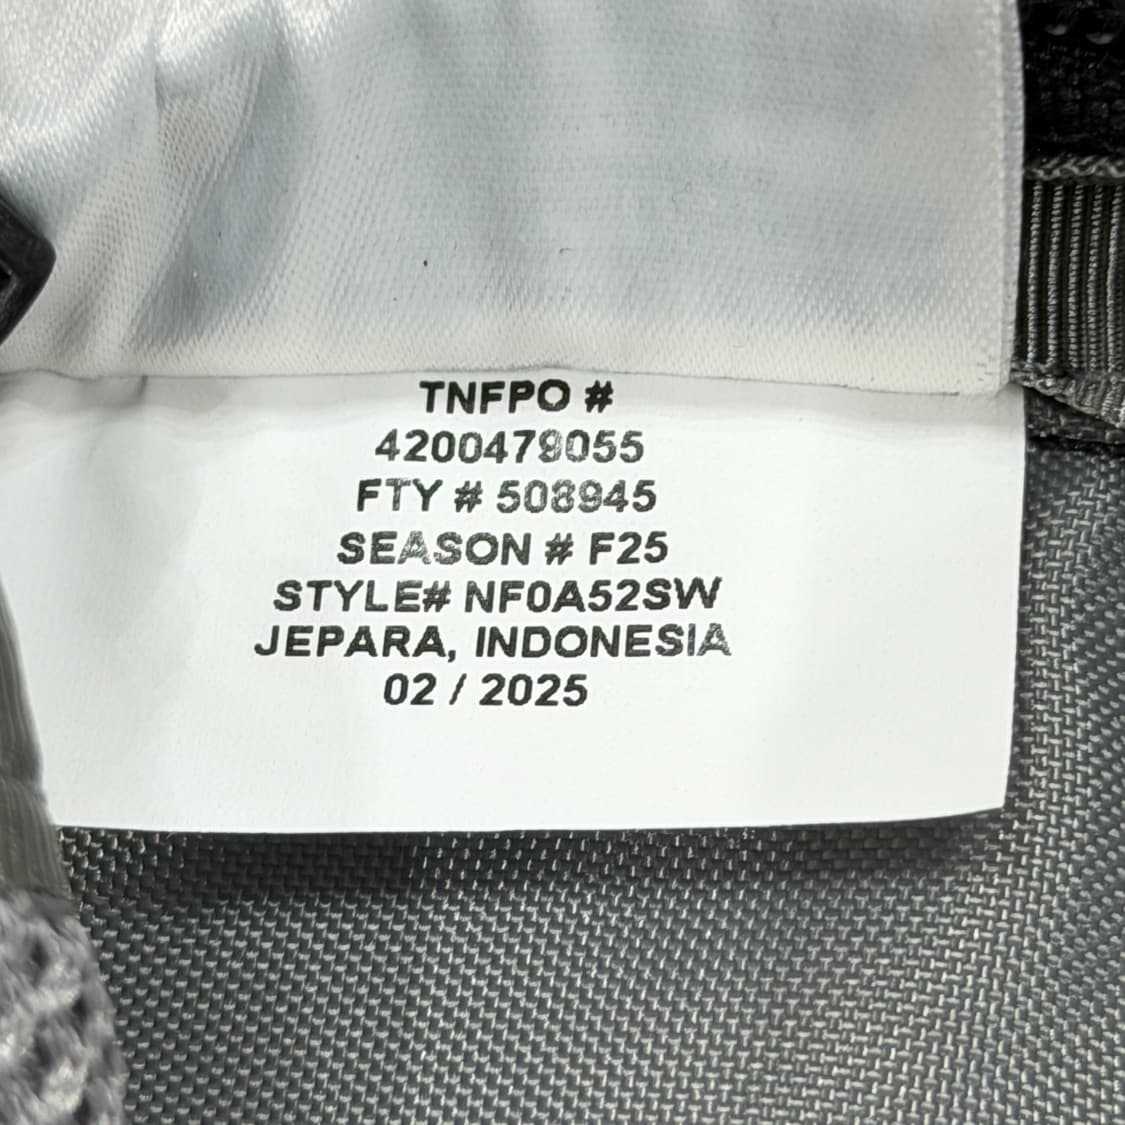 TNFPO #
4200479055
FTY # 508945
SEASON # F25
STYLE# NF0A52SW
JEPARA, INDONESIA
02 / 2025